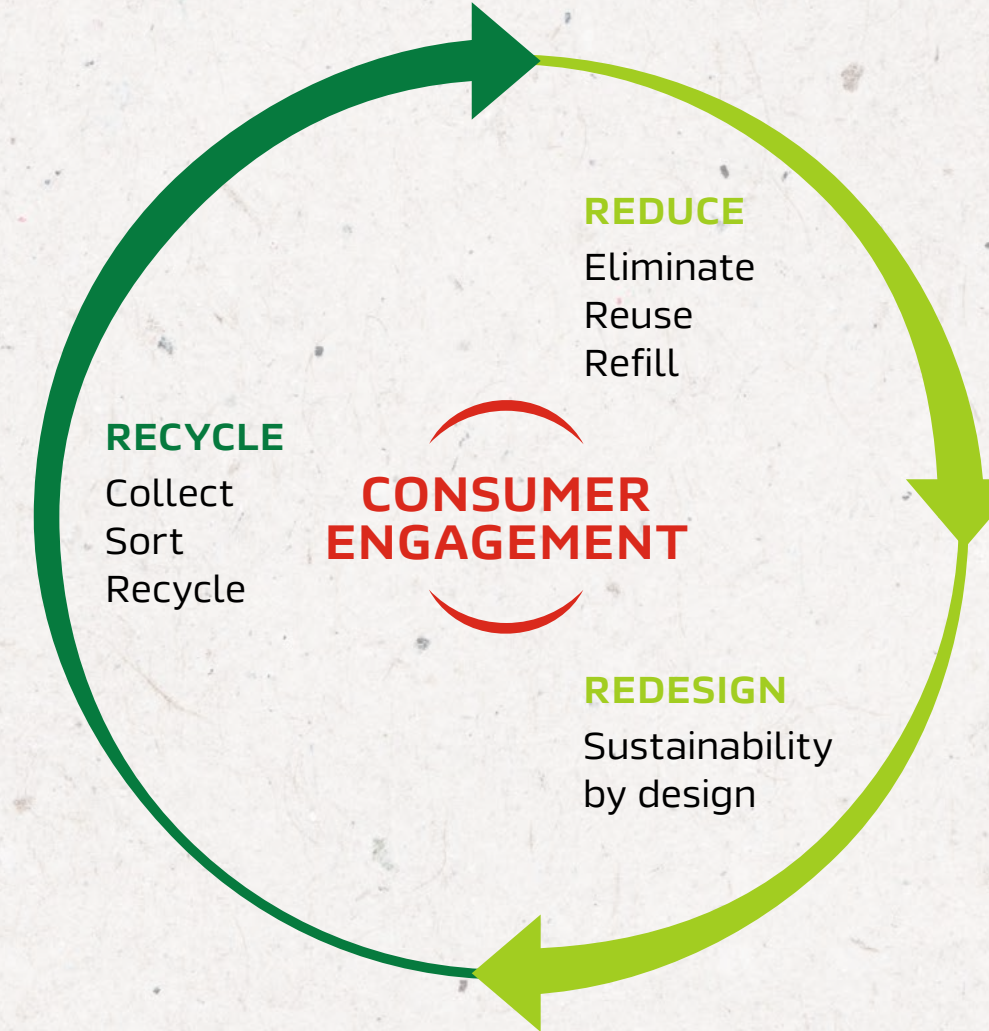 REDUCE
Eliminate
Reuse
Refill
RECYCLE
Collect
Sort
Recycle
CONSUMER
ENGAGEMENT
REDESIGN
Sustainability
by design